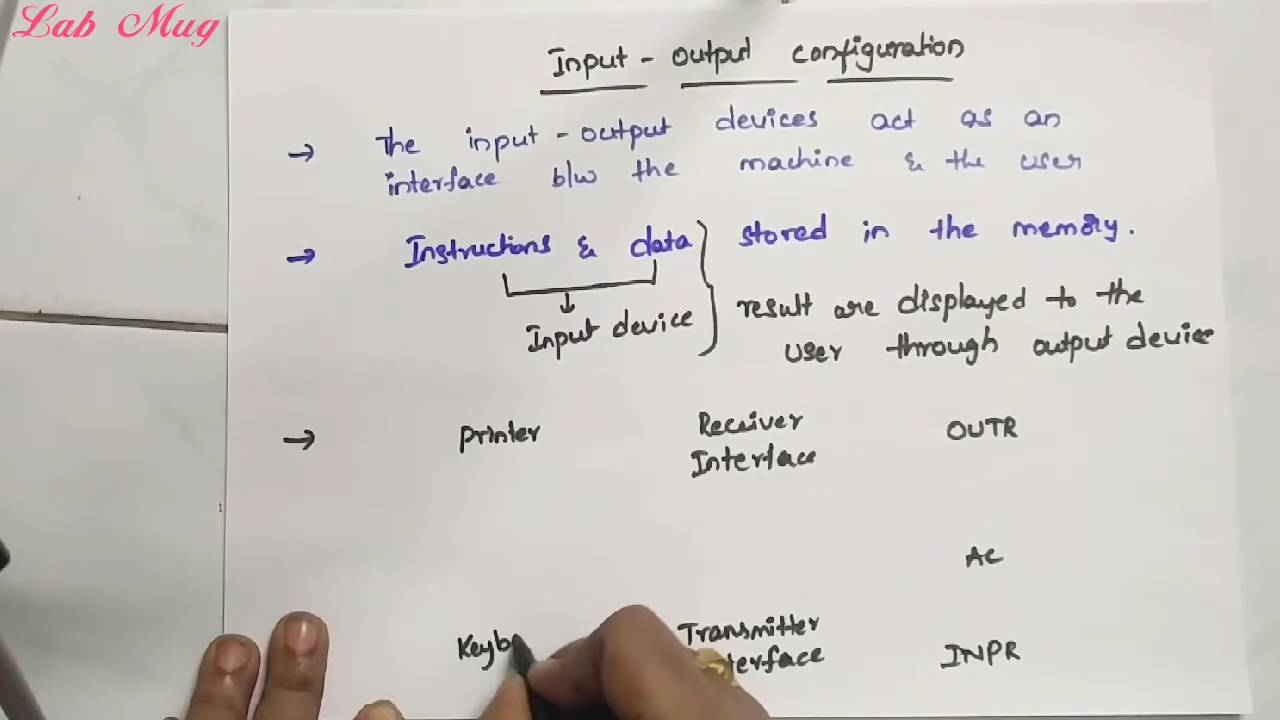 Lab Mug
Input - output configuration
→ The input - output devices act as an
interface b/w the machine & the user
→ Instructions & data stored in the memory.
Input device
result are displayed to the
user through output device
→ printer Receiver Interface OUTR
AC
Keyb Transmitter terface INPR